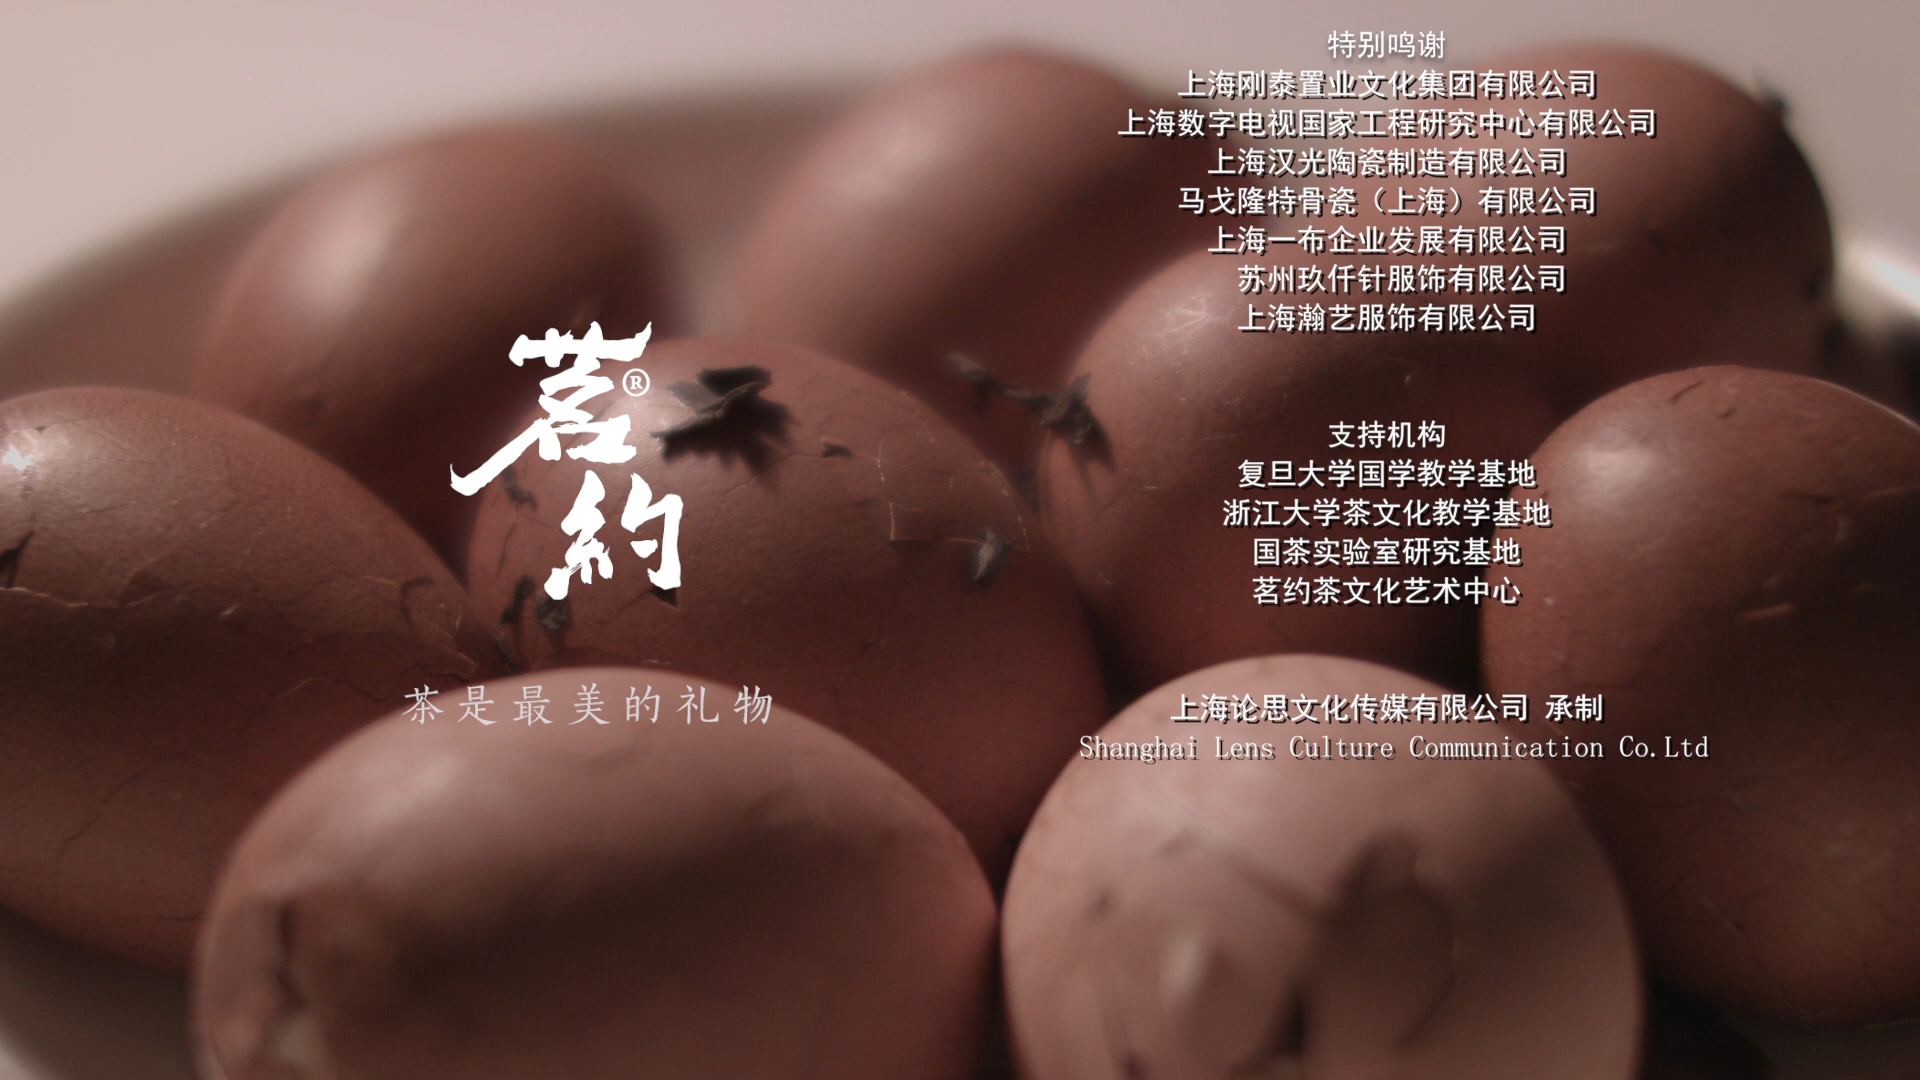 茗約®
茶是最美的礼物
特别鸣谢
上海刚泰置业文化集团有限公司
上海数字电视国家工程研究中心有限公司
上海汉光陶瓷制造有限公司
马戈隆特骨瓷（上海）有限公司
上海一布企业发展有限公司
苏州玖仟针服饰有限公司
上海瀚艺服饰有限公司
支持机构
复旦大学国学教学基地
浙江大学茶文化教学基地
国茶实验室研究基地
茗约茶文化艺术中心
上海论思文化传媒有限公司 承制
Shanghai Lens Culture Communication Co.Ltd